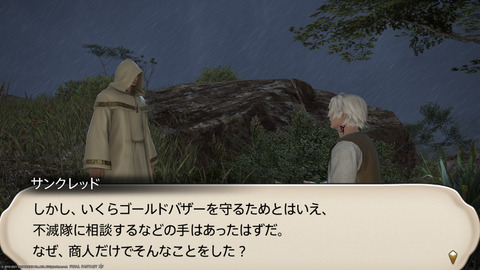 サンクレッド
しかし、いくらゴールドバザーを守るためとはいえ、
不滅隊に相談するなどの手はあったはずだ。
なぜ、商人だけでそんなことをした？
FINAL FANTASY XIV